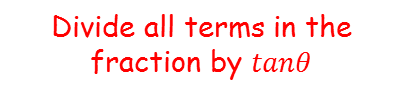 Divide all terms in the
fraction by tanθ